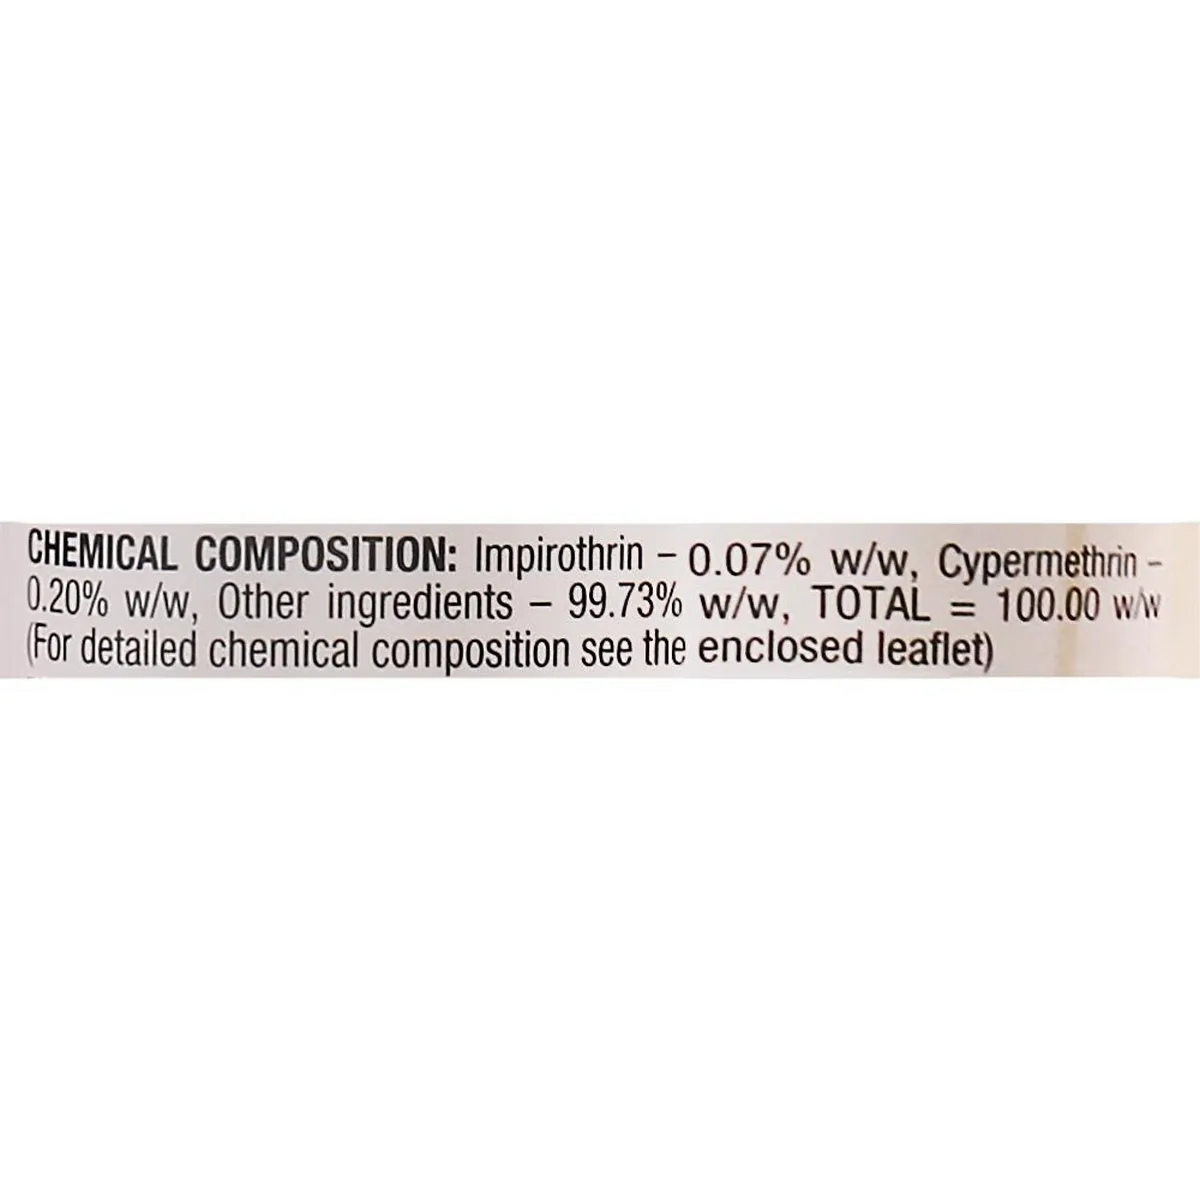 CHEMICAL COMPOSITION: Impirothrin – 0.07% w/w, Cypermethrin –
0.20% w/w, Other ingredients – 99.73% w/w, TOTAL = 100.00 w/w
(For detailed chemical composition see the enclosed leaflet)